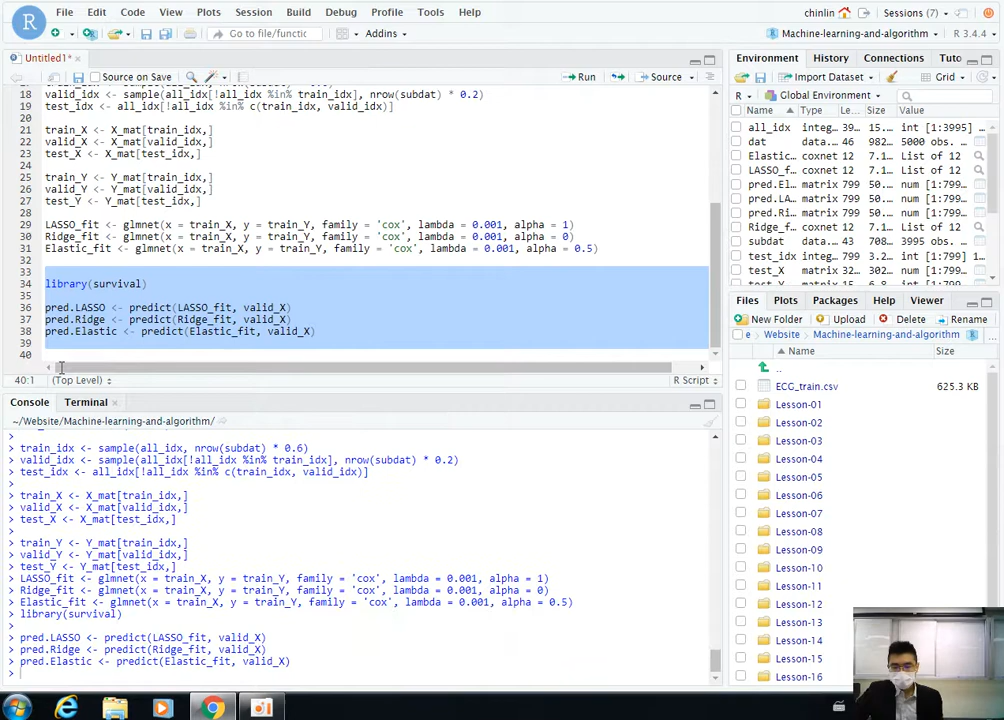 File Edit Code View Plots Session Build Debug Profile Tools Help
chinlin Sessions (7)
R Go to file/functic Addins Machine-learning-and-algorithm R 3.4.4
Untitled1*
Source on Save Run Source
18 valid_idx <- sample(all_idx[!all_idx %in% train_idx], nrow(subdat) * 0.2)
19 test_idx <- all_idx[!all_idx %in% c(train_idx, valid_idx)]
20
21 train_X <- X_mat[train_idx,]
22 valid_X <- X_mat[valid_idx,]
23 test_X <- X_mat[test_idx,]
24
25 train_Y <- Y_mat[train_idx,]
26 valid_Y <- Y_mat[valid_idx,]
27 test_Y <- Y_mat[test_idx,]
28
29 LASSO_fit <- glmnet(x = train_X, y = train_Y, family = 'cox', lambda = 0.001, alpha = 1)
30 Ridge_fit <- glmnet(x = train_X, y = train_Y, family = 'cox', lambda = 0.001, alpha = 0)
31 Elastic_fit <- glmnet(x = train_X, y = train_Y, family = 'cox', lambda = 0.001, alpha = 0.5)
32
33
34 library(survival)
35
36 pred.LASSO <- predict(LASSO_fit, valid_X)
37 pred.Ridge <- predict(Ridge_fit, valid_X)
38 pred.Elastic <- predict(Elastic_fit, valid_X)
39
40
40:1 (Top Level) R Script
Console Terminal
~/Website/Machine-learning-and-algorithm/
>
> train_idx <- sample(all_idx, nrow(subdat) * 0.6)
> valid_idx <- sample(all_idx[!all_idx %in% train_idx], nrow(subdat) * 0.2)
> test_idx <- all_idx[!all_idx %in% c(train_idx, valid_idx)]
>
> train_X <- X_mat[train_idx,]
> valid_X <- X_mat[valid_idx,]
> test_X <- X_mat[test_idx,]
>
> train_Y <- Y_mat[train_idx,]
> valid_Y <- Y_mat[valid_idx,]
> test_Y <- Y_mat[test_idx,]
> LASSO_fit <- glmnet(x = train_X, y = train_Y, family = 'cox', lambda = 0.001, alpha = 1)
> Ridge_fit <- glmnet(x = train_X, y = train_Y, family = 'cox', lambda = 0.001, alpha = 0)
> Elastic_fit <- glmnet(x = train_X, y = train_Y, family = 'cox', lambda = 0.001, alpha = 0.5)
> library(survival)
>
> pred.LASSO <- predict(LASSO_fit, valid_X)
> pred.Ridge <- predict(Ridge_fit, valid_X)
> pred.Elastic <- predict(Elastic_fit, valid_X)
>
Environment History Connections Tuto
Import Dataset Grid
R Global Environment
Name Type Le... Size Value
all_idx integ... 39... 15.... int [1:3995]
dat data.... 46 982... 5000 obs. ...
Elastic... coxnet 12 7.1... List of 12
LASSO_f... coxnet 12 7.1... List of 12
pred.El... matrix 799 50.... num [1:799...
pred.LA... matrix 799 50.... num [1:799...
pred.Ri... matrix 799 50.... num [1:799...
Ridge_f... coxnet 12 7.1... List of 12
subdat data.... 43 708... 3995 obs. ...
test_idx integ... 799 3.2... int [1:799]
test_X matrix 32... 302... num [1:799...
Files Plots Packages Help Viewer
New Folder Upload Delete Rename
Website Machine-learning-and-algorithm R ...
Name Size
..
ECG_train.csv 625.3 KB
Lesson-01
Lesson-02
Lesson-03
Lesson-04
Lesson-05
Lesson-06
Lesson-07
Lesson-08
Lesson-09
Lesson-10
Lesson-11
Lesson-12
Lesson-13
Lesson-14
Lesson-15
Lesson-16